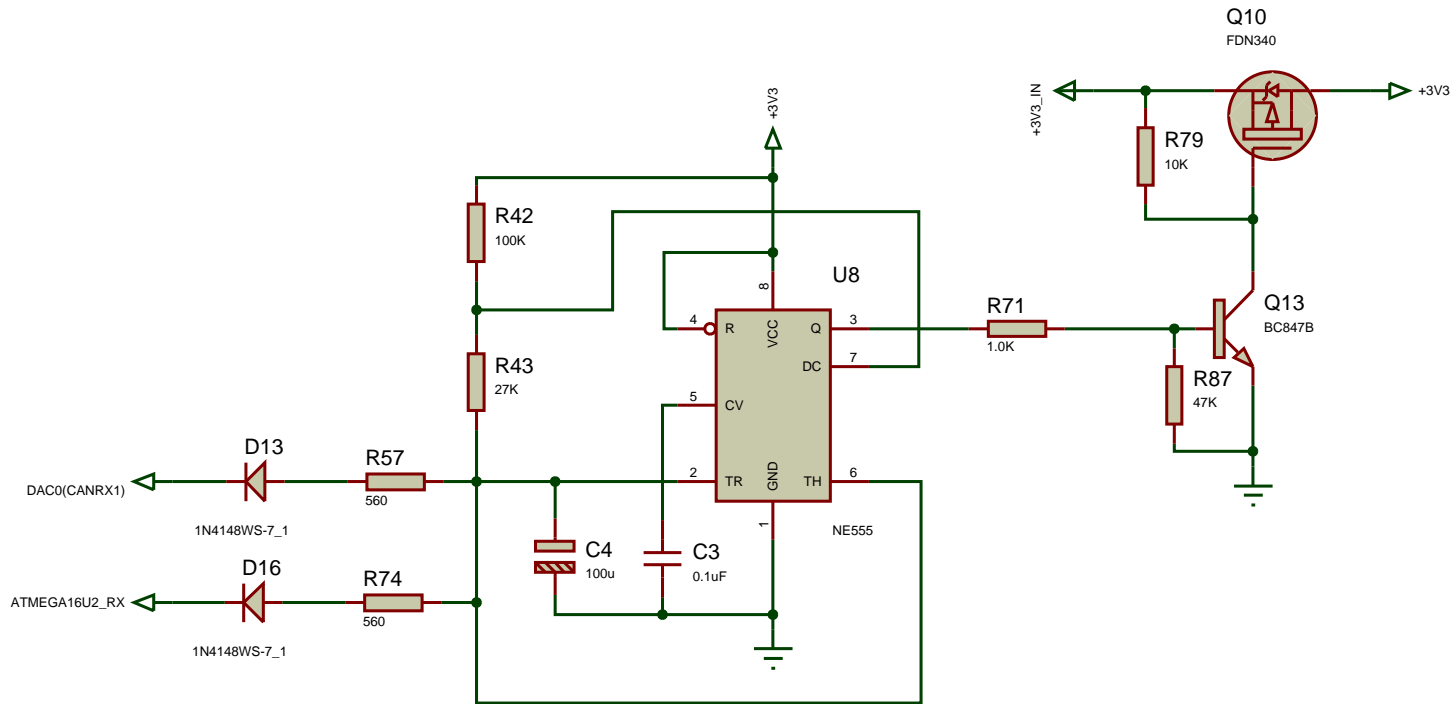 Q10
FDN340
+3V3_IN
+3V3
R79
10K
+3V3
R42
100K
U8
8
VCC
4
R
Q
3
R71
1.0K
Q13
BC847B
DC
7
R43
27K
R87
47K
5
CV
D13
R57
DAC0(CANRX1)
560
1N4148WS-7_1
2
TR
GND
TH
6
1
NE555
C4
100u
C3
0.1uF
D16
R74
ATMEGA16U2_RX
560
1N4148WS-7_1